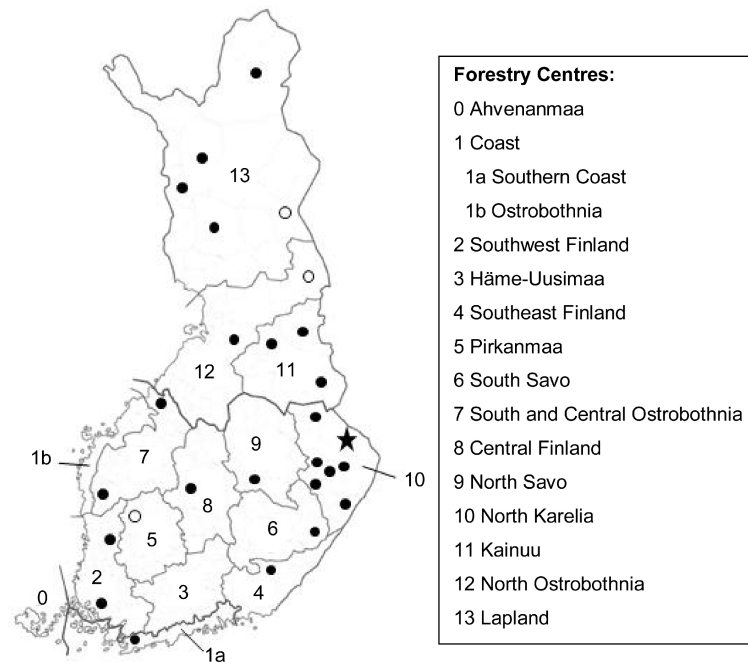 13
12
11
1b
7
9
10
8
6
5
2
3
4
0
1a
Forestry Centres:
0 Ahvenanmaa
1 Coast
1a Southern Coast
1b Ostrobothnia
2 Southwest Finland
3 Häme-Uusimaa
4 Southeast Finland
5 Pirkanmaa
6 South Savo
7 South and Central Ostrobothnia
8 Central Finland
9 North Savo
10 North Karelia
11 Kainuu
12 North Ostrobothnia
13 Lapland